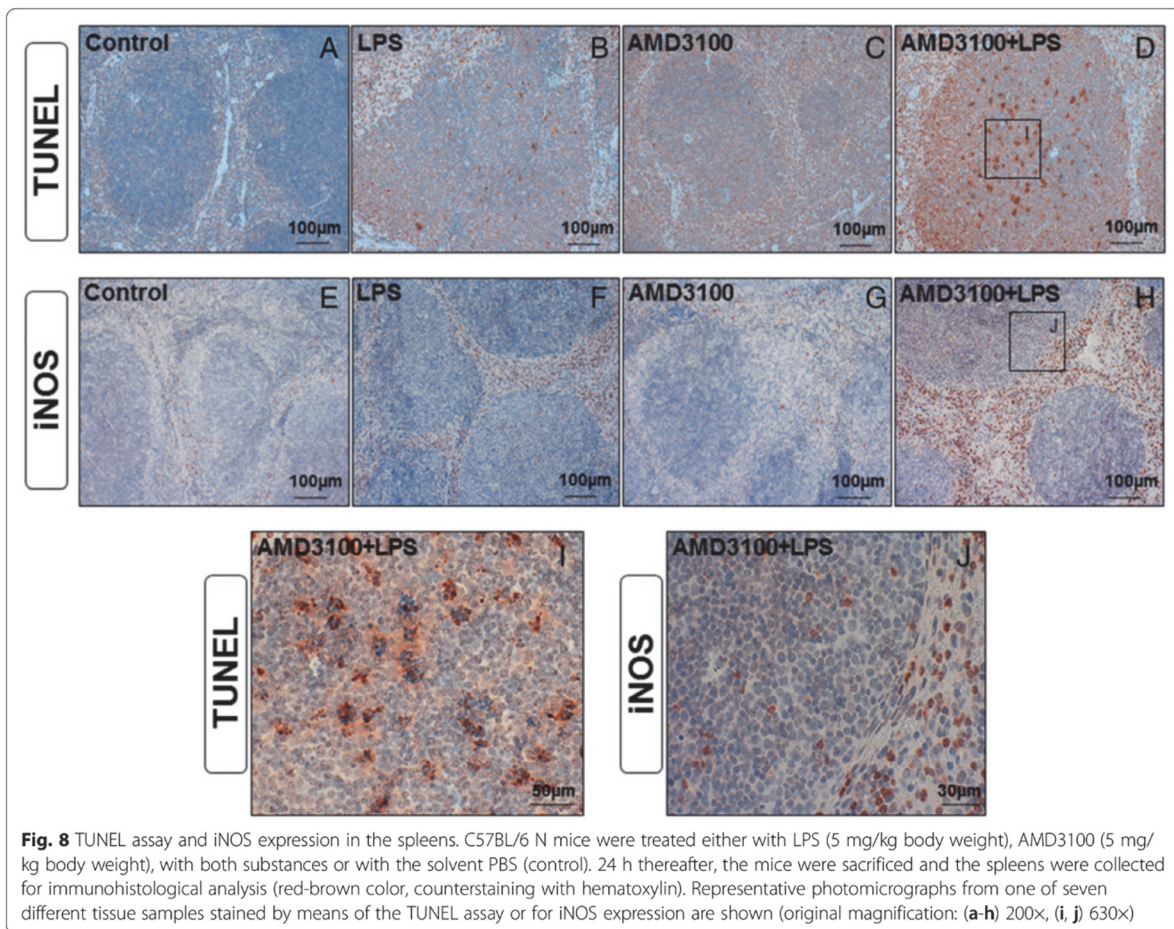 TUNEL
Control A
LPS B
AMD3100 C
AMD3100+LPS D
I
100µm
100µm
100µm
100µm
iNOS
Control E
LPS F
AMD3100 G
AMD3100+LPS H
J
100µm
100µm
100µm
100µm
TUNEL
AMD3100+LPS I
50µm
iNOS
AMD3100+LPS J
30µm
Fig. 8 TUNEL assay and iNOS expression in the spleens. C57BL/6 N mice were treated either with LPS (5 mg/kg body weight), AMD3100 (5 mg/
kg body weight), with both substances or with the solvent PBS (control). 24 h thereafter, the mice were sacrificed and the spleens were collected
for immunohistological analysis (red-brown color, counterstaining with hematoxylin). Representative photomicrographs from one of seven
different tissue samples stained by means of the TUNEL assay or for iNOS expression are shown (original magnification: (a-h) 200×, (i, j) 630×)